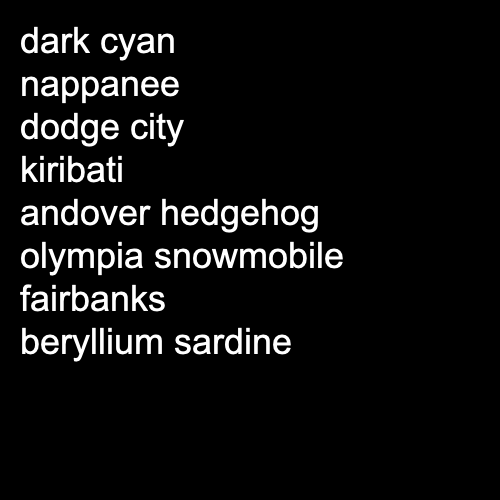 dark cyan
nappanee
dodge city
kiribati
andover hedgehog
olympia snowmobile
fairbanks
beryllium sardine